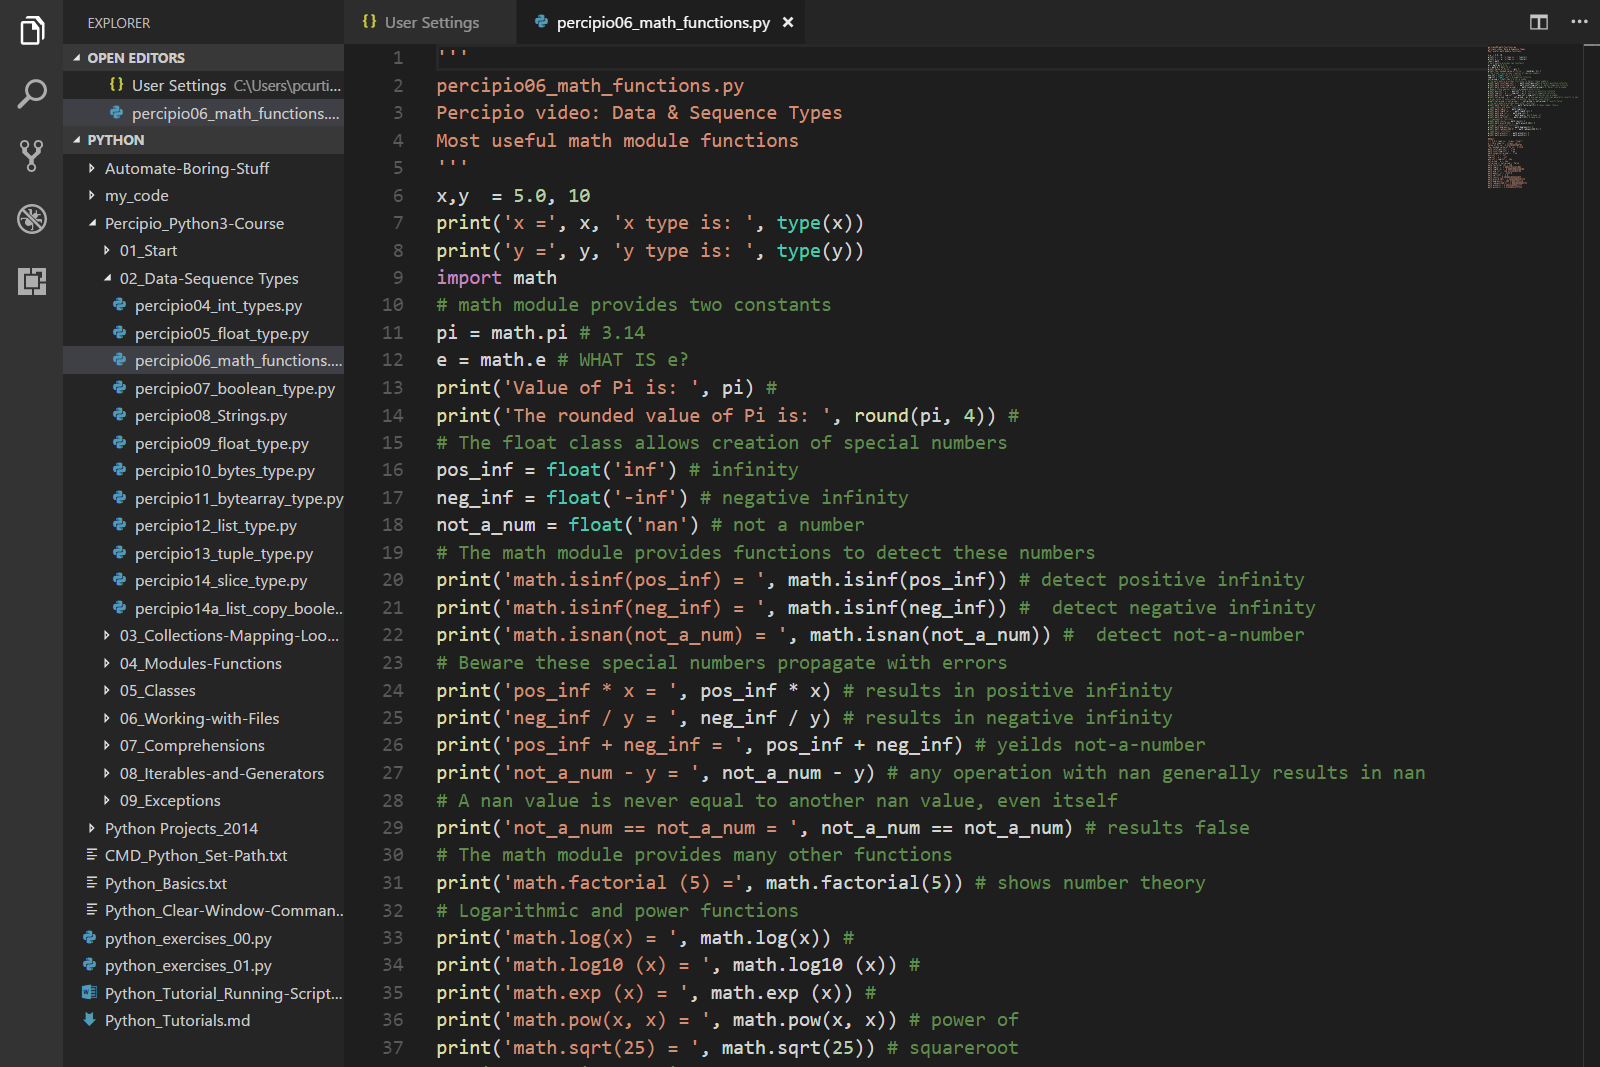 EXPLORER
OPEN EDITORS
User Settings C:\Users\pcurti...
percipio06_math_functions....
PYTHON
Automate-Boring-Stuff
my_code
Percipio_Python3-Course
01_Start
02_Data-Sequence Types
percipio04_int_types.py
percipio05_float_type.py
percipio06_math_functions....
percipio07_boolean_type.py
percipio08_Strings.py
percipio09_float_type.py
percipio10_bytes_type.py
percipio11_bytearray_type.py
percipio12_list_type.py
percipio13_tuple_type.py
percipio14_slice_type.py
percipio14a_list_copy_boole...
03_Collections-Mapping-Loo...
04_Modules-Functions
05_Classes
06_Working-with-Files
07_Comprehensions
08_Iterables-and-Generators
09_Exceptions
Python Projects_2014
CMD_Python_Set-Path.txt
Python_Basics.txt
Python_Clear-Window-Comman...
python_exercises_00.py
python_exercises_01.py
Python_Tutorial_Running-Script...
Python_Tutorials.md
{} User Settings
percipio06_math_functions.py ×
1 '''
2 percipio06_math_functions.py
3 Percipio video: Data & Sequence Types
4 Most useful math module functions
5 '''
6 x,y  = 5.0, 10
7 print('x =', x, 'x type is: ', type(x))
8 print('y =', y, 'y type is: ', type(y))
9 import math
10 # math module provides two constants
11 pi = math.pi # 3.14
12 e = math.e # WHAT IS e?
13 print('Value of Pi is: ', pi) #
14 print('The rounded value of Pi is: ', round(pi, 4)) #
15 # The float class allows creation of special numbers
16 pos_inf = float('inf') # infinity
17 neg_inf = float('-inf') # negative infinity
18 not_a_num = float('nan') # not a number
19 # The math module provides functions to detect these numbers
20 print('math.isinf(pos_inf) = ', math.isinf(pos_inf)) # detect positive infinity
21 print('math.isinf(neg_inf) = ', math.isinf(neg_inf)) #  detect negative infinity
22 print('math.isnan(not_a_num) = ', math.isnan(not_a_num)) #  detect not-a-number
23 # Beware these special numbers propagate with errors
24 print('pos_inf * x = ', pos_inf * x) # results in positive infinity
25 print('neg_inf / y = ', neg_inf / y) # results in negative infinity
26 print('pos_inf + neg_inf = ', pos_inf + neg_inf) # yeilds not-a-number
27 print('not_a_num - y = ', not_a_num - y) # any operation with nan generally results in nan
28 # A nan value is never equal to another nan value, even itself
29 print('not_a_num == not_a_num = ', not_a_num == not_a_num) # results false
30 # The math module provides many other functions
31 print('math.factorial (5) =', math.factorial(5)) # shows number theory
32 # Logarithmic and power functions
33 print('math.log(x) = ', math.log(x)) #
34 print('math.log10 (x) = ', math.log10 (x)) #
35 print('math.exp (x) = ', math.exp (x)) #
36 print('math.pow(x, x) = ', math.pow(x, x)) # power of
37 print('math.sqrt(25) = ', math.sqrt(25)) # squareroot